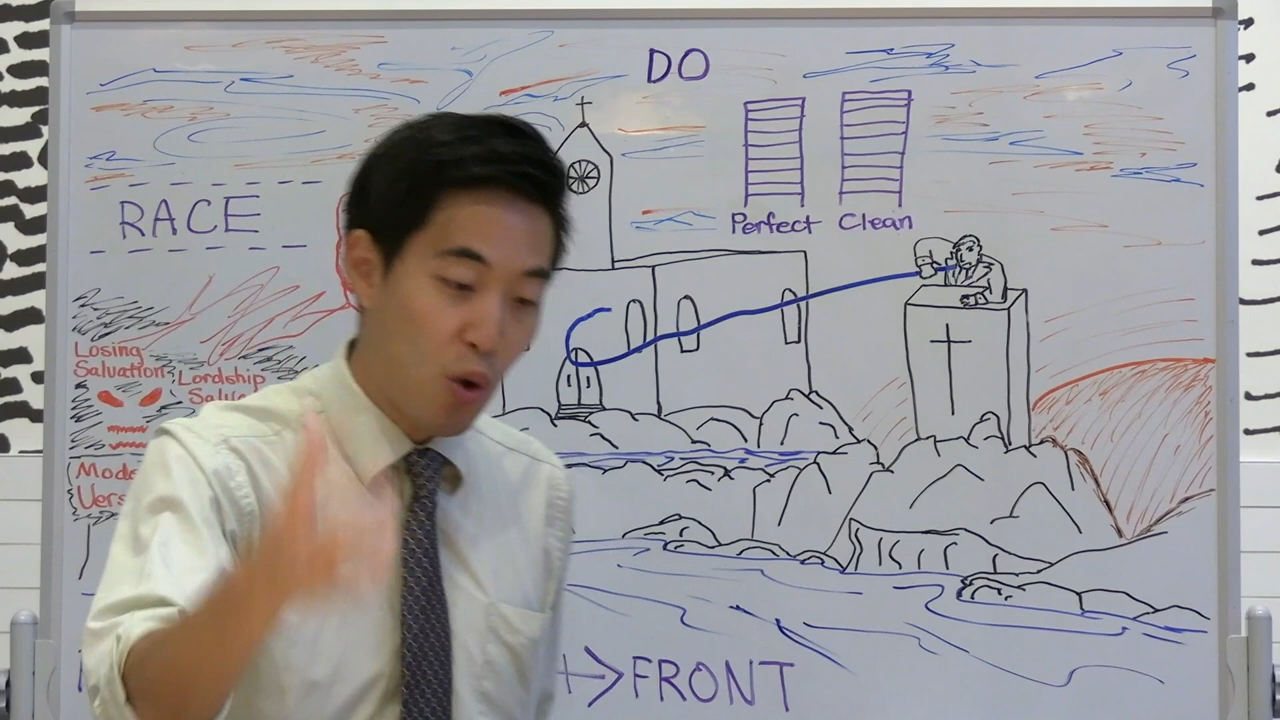 DO
RACE
Perfect Clean
Losing
Salvation
Lordship
FRONT